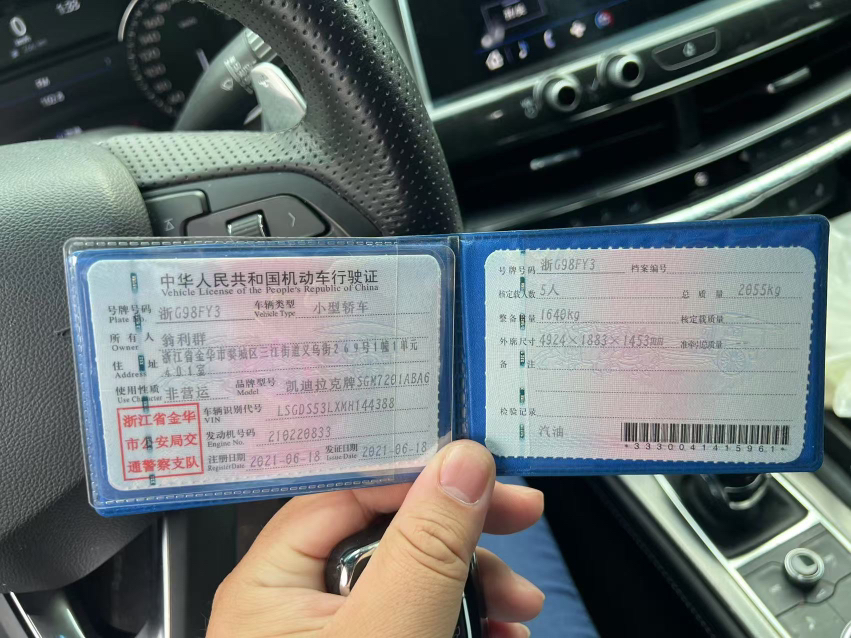 中华人民共和国机动车行驶证
Vehicle License of the People's Republic of China
号牌号码 浙G98FY3 车辆类型 小型轿车
Plate No. Vehicle Type
所有人 翁利群
Owner
住址 浙江省金华市婺城区三江街道义乌街269号1幢1单元
Address 401室
使用性质 非营运 品牌型号 凯迪拉克牌SGM7201ABA6
Use Character Model
浙江省金华
市公安局交
通警察支队
车辆识别代号 LSGDS53LXMH144388
VIN
发动机号码 210220833
Engine No.
注册日期 2021-06-18 发证日期 2021-06-18
Register Date Issue Date
号牌号码 浙G98FY3 档案编号
核定载人数 5人 总质量 2055kg
整备质量 1640kg 核定载质量
外廓尺寸 4924×1883×1453mm 准牵引总质量 --
备注
检验记录
汽油
*3330041415961*
0 1:33